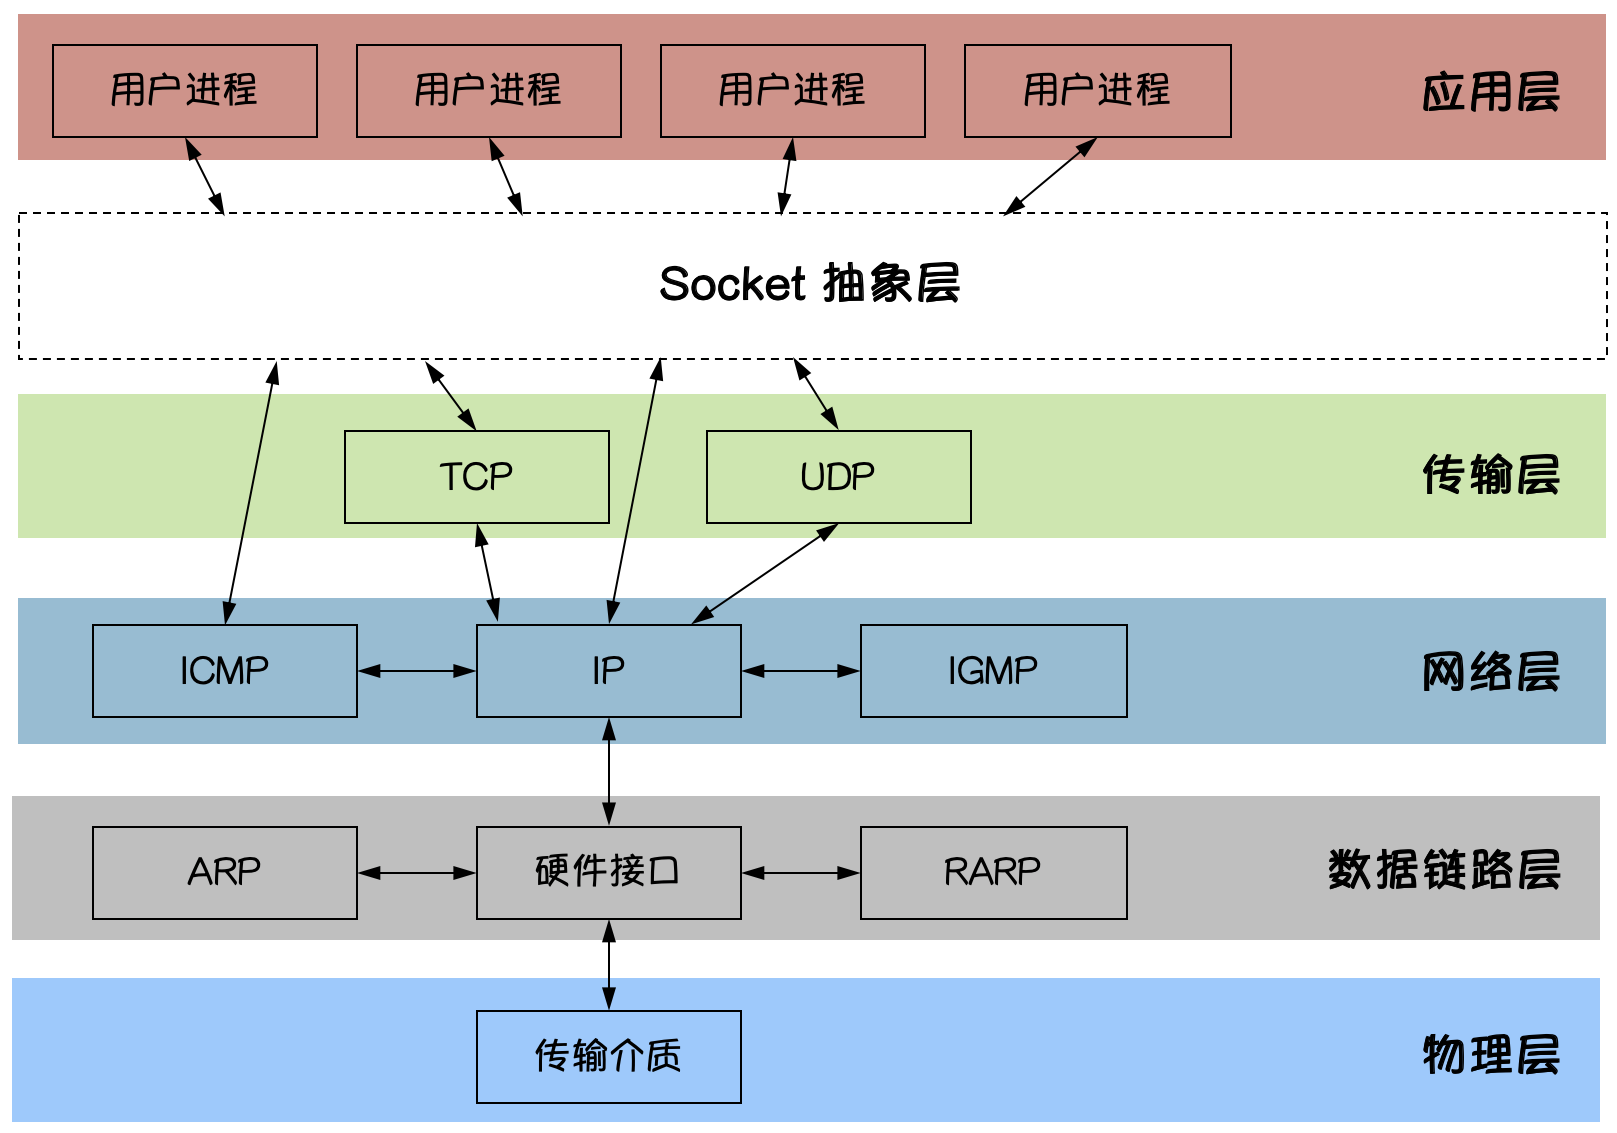 用户进程
用户进程
用户进程
用户进程
应用层
Socket 抽象层
TCP
UDP
传输层
ICMP
IP
IGMP
网络层
ARP
硬件接口
RARP
数据链路层
传输介质
物理层